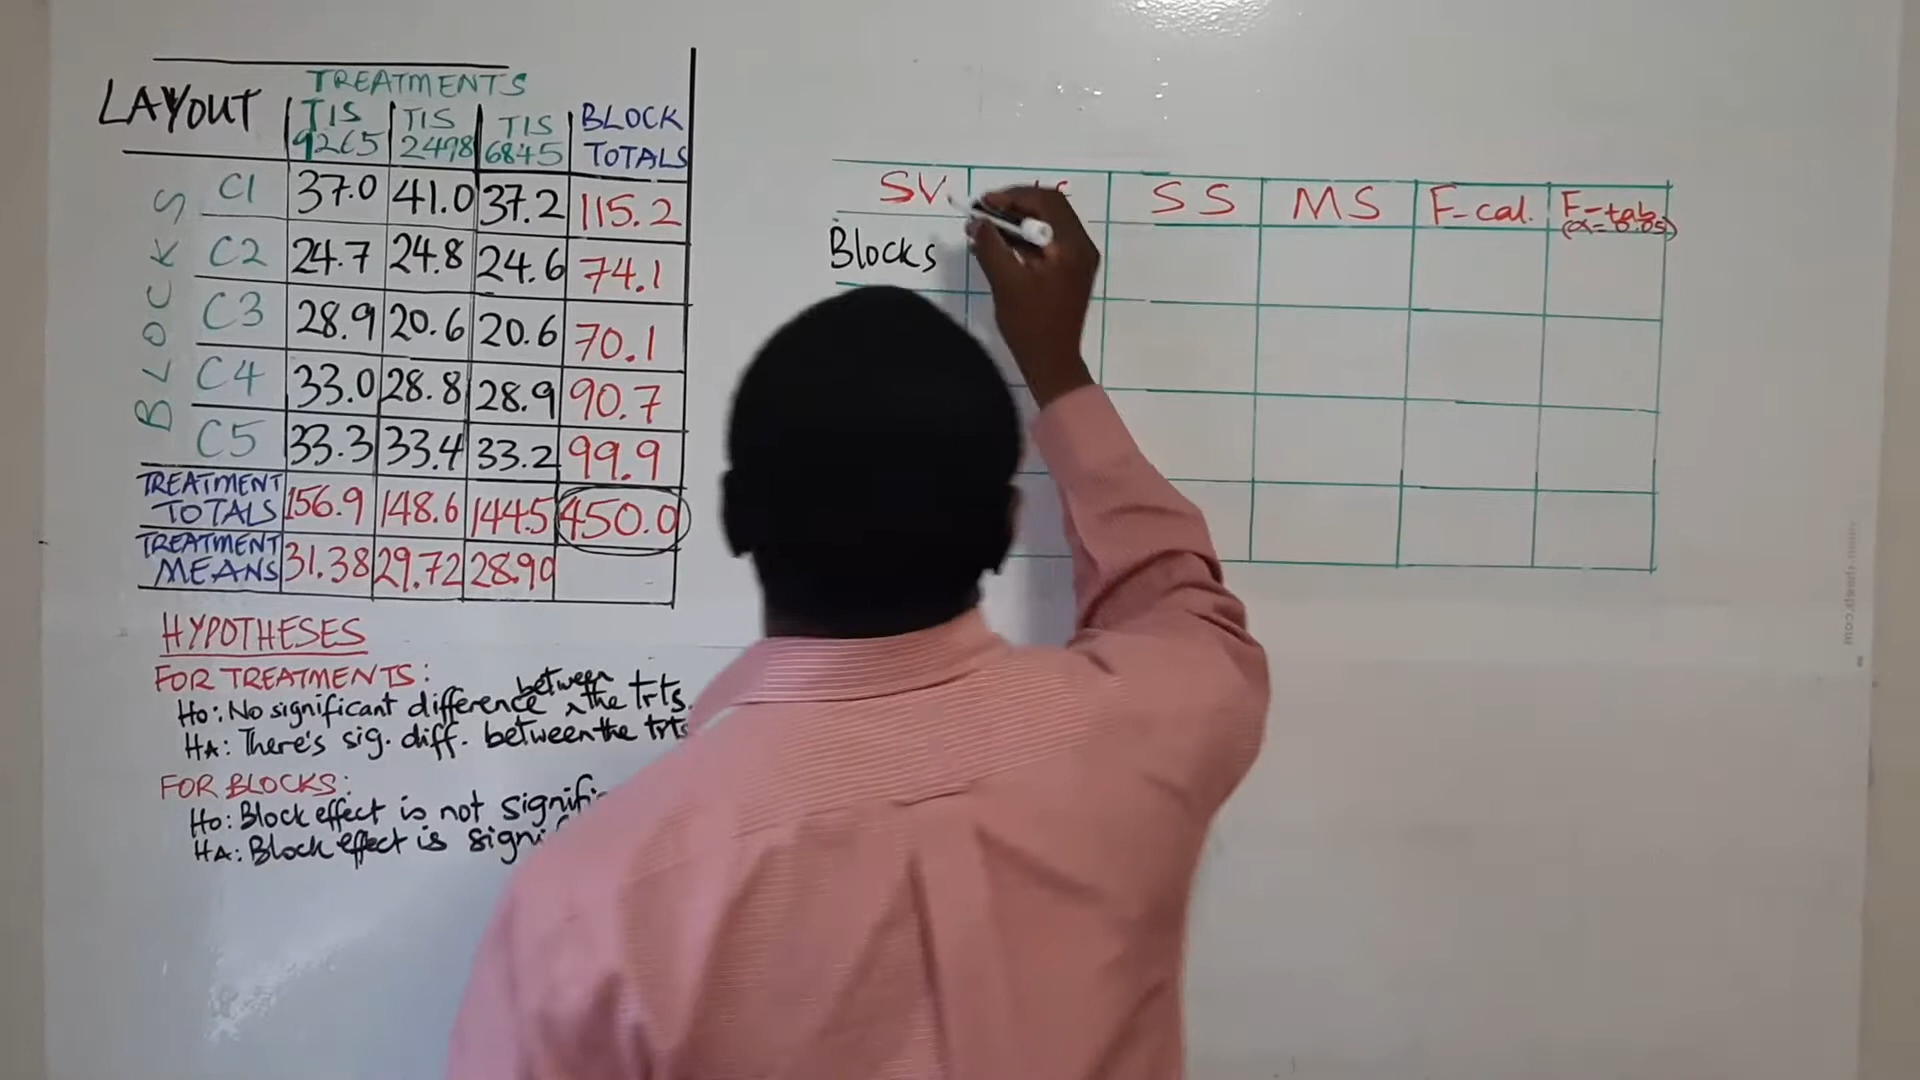 LAYOUT
TREATMENTS
TIS 9265 TIS 2498 TIS 6845 BLOCK TOTALS
BLOCKS
C1 37.0 41.0 37.2 115.2
C2 24.7 24.8 24.6 74.1
C3 28.9 20.6 20.6 70.1
C4 33.0 28.8 28.9 90.7
C5 33.3 33.4 33.2 99.9
TREATMENT TOTALS 156.9 148.6 144.5 450.0
TREATMENT MEANS 31.38 29.72 28.90
HYPOTHESES
FOR TREATMENTS:
Ho: No significant difference between the trts.
HA: There's sig. diff. between the trts
FOR BLOCKS:
Ho: Block effect is not
HA: Block effect is
SV SS MS F-cal. F-tab (α=0.05)
Blocks